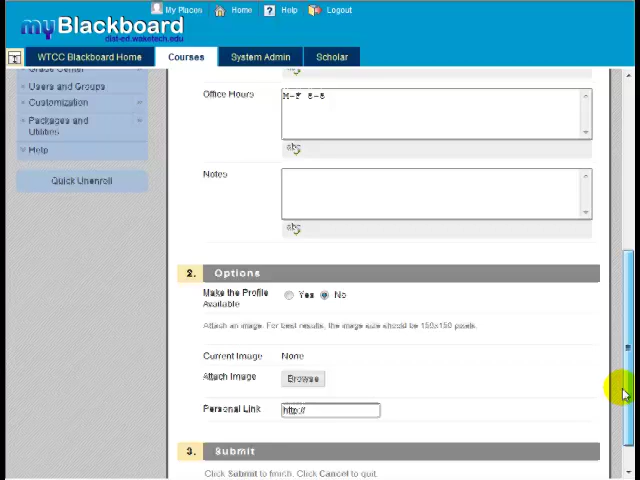 My Places Home ? Help Logout
myBlackboard
dist-ed.waketech.edu
WTCC Blackboard Home Courses System Admin Scholar
Grade Center
Users and Groups
Customization
Packages and
Utilities
Help
Quick Unenroll
Office Hours
abc
Notes
abc
2. Options
Make the Profile
Available
Yes No
Attach an image. For best results, the image size should be 150x150 pixels.
Current Image None
Attach Image Browse
Personal Link http://
3. Submit
Click Submit to finish. Click Cancel to quit.